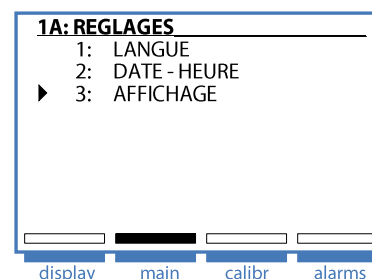 1A: REGLAGES
1: LANGUE
2: DATE - HEURE
3: AFFICHAGE
display main calibr alarms